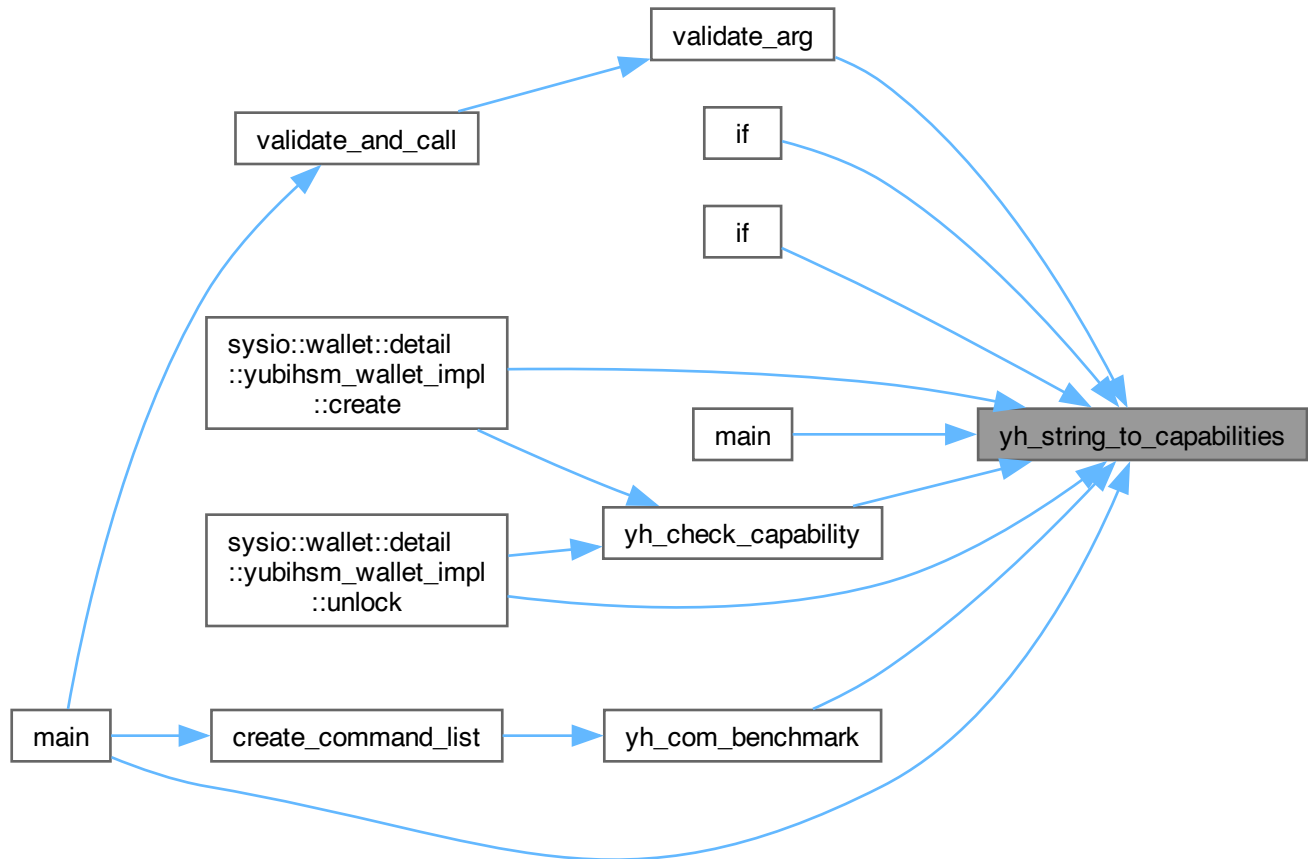 validate_arg
validate_and_call
if
if
sysio::wallet::detail
::yubihsm_wallet_impl
::create
main
yh_string_to_capabilities
sysio::wallet::detail
::yubihsm_wallet_impl
::unlock
yh_check_capability
main
create_command_list
yh_com_benchmark